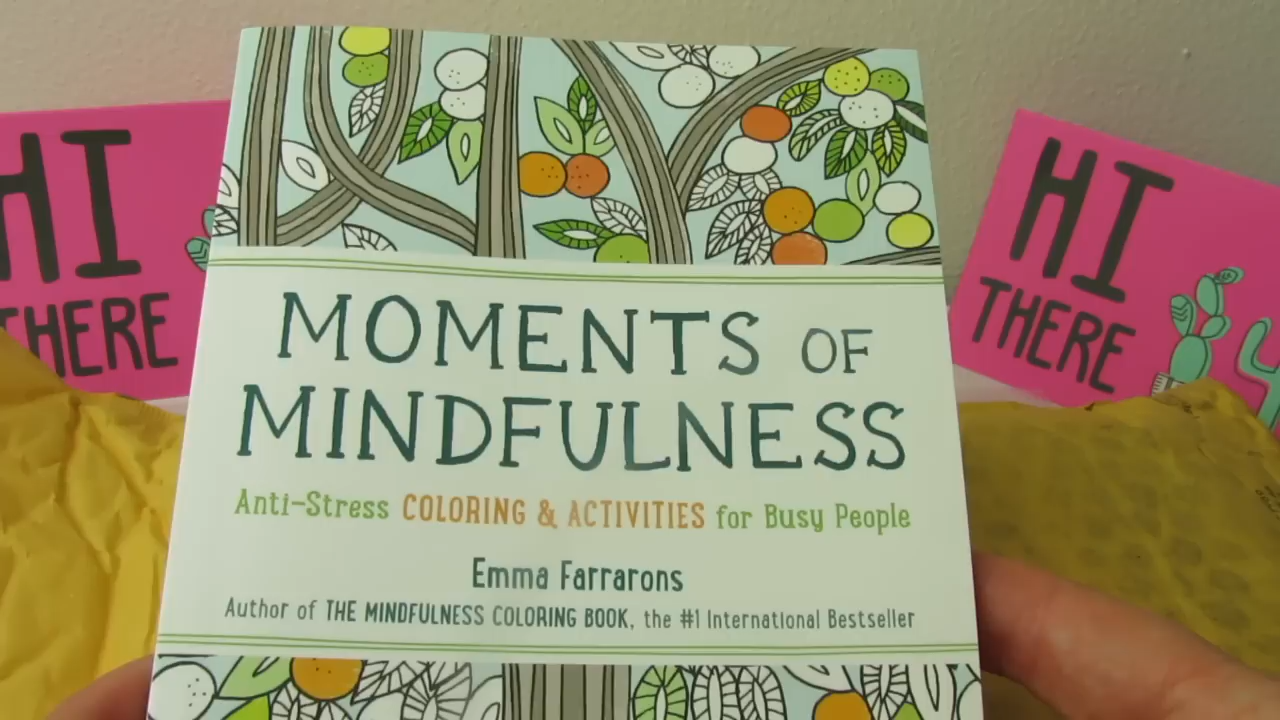 HI
THERE
MOMENTS OF
MINDFULNESS
Anti-Stress COLORING & ACTIVITIES for Busy People
Emma Farrarons
Author of THE MINDFULNESS COLORING BOOK, the #1 International Bestseller
HI
THERE